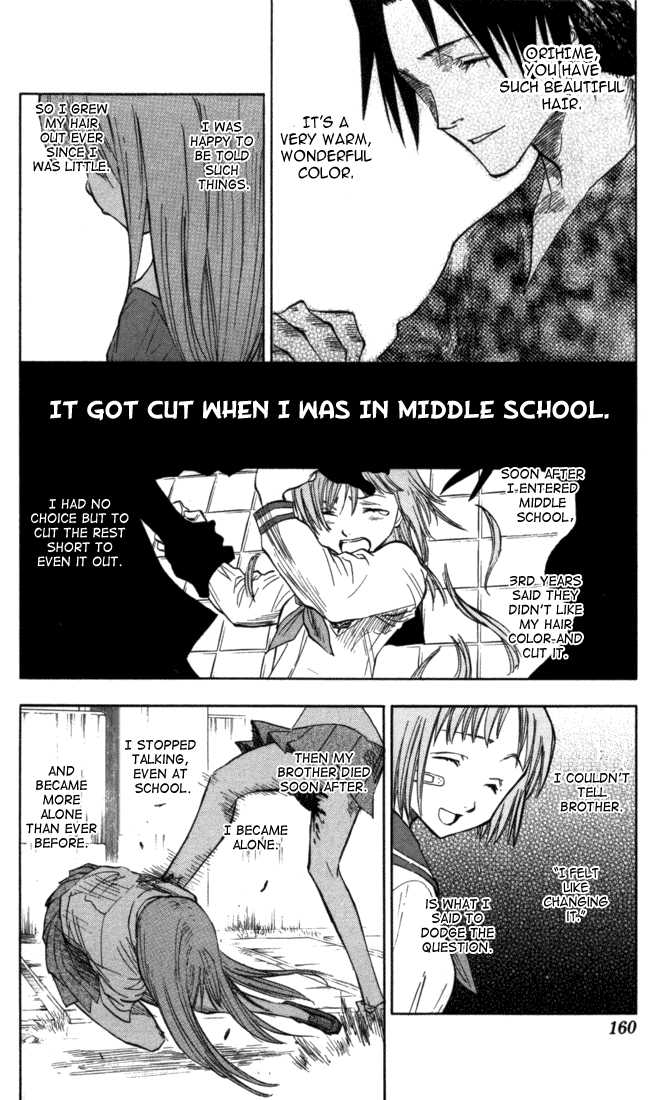 ORIHIME,
YOU HAVE
SUCH BEAUTIFUL
HAIR.
IT'S A
VERY WARM,
WONDERFUL
COLOR.
I WAS
HAPPY TO
BE TOLD
SUCH
THINGS.
SO I GREW
MY HAIR
OUT EVER
SINCE I
WAS LITTLE.
IT GOT CUT WHEN I WAS IN MIDDLE SCHOOL.
SOON AFTER
I ENTERED
MIDDLE
SCHOOL,
3RD YEARS
SAID THEY
DIDN'T LIKE
MY HAIR
COLOR AND
CUT IT.
I HAD NO
CHOICE BUT TO
CUT THE REST
SHORT TO
EVEN IT OUT.
I COULDN'T
TELL
BROTHER.
"I FELT
LIKE
CHANGING
IT."
IS WHAT I
SAID TO
DODGE THE
QUESTION.
THEN MY
BROTHER DIED
SOON AFTER.
I BECAME
ALONE.
I STOPPED
TALKING,
EVEN AT
SCHOOL.
AND
BECAME
MORE
ALONE
THAN EVER
BEFORE.
160